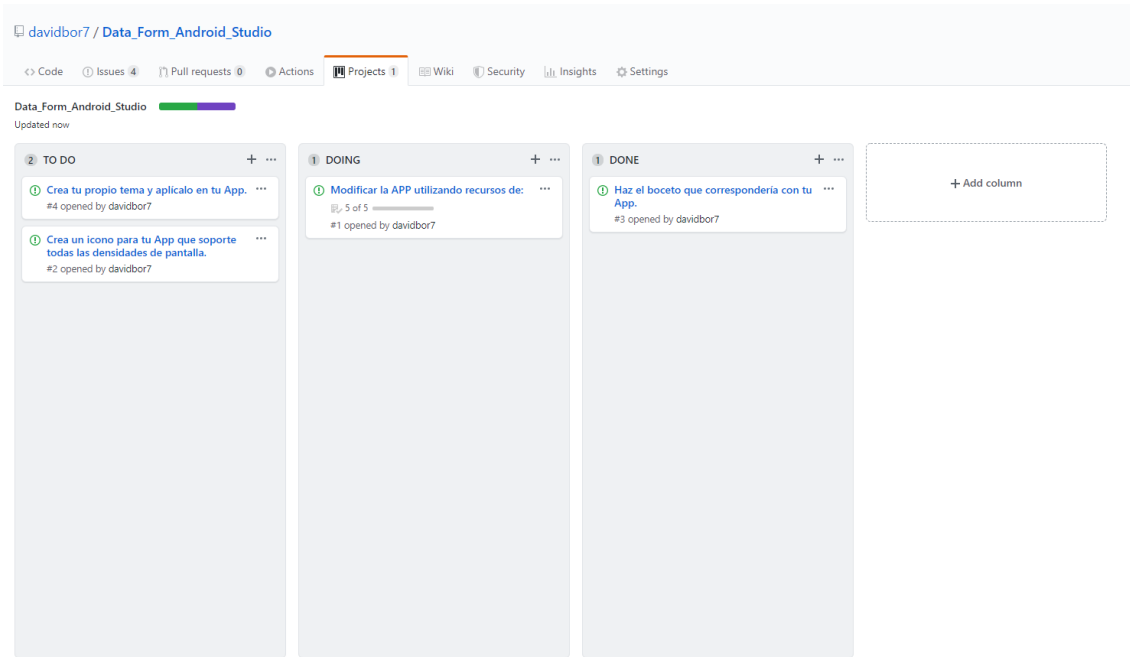 davidbor7 / Data_Form_Android_Studio
Code Issues 4 Pull requests 0 Actions Projects 1 Wiki Security Insights Settings
Data_Form_Android_Studio
Updated now
2 TO DO
Crea tu propio tema y aplícalo en tu App.
#4 opened by davidbor7
Crea un icono para tu App que soporte
todas las densidades de pantalla.
#2 opened by davidbor7
1 DOING
Modificar la APP utilizando recursos de:
5 of 5
#1 opened by davidbor7
1 DONE
Haz el boceto que correspondería con tu
App.
#3 opened by davidbor7
+ Add column